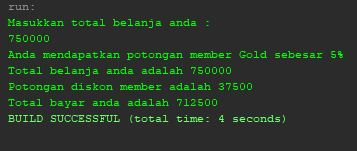 run:
Masukkan total belanja anda :
750000
Anda mendapatkan potongan member Gold sebesar 5%
Total belanja anda adalah 750000
Potongan diskon member adalah 37500
Total bayar anda adalah 712500
BUILD SUCCESSFUL (total time: 4 seconds)